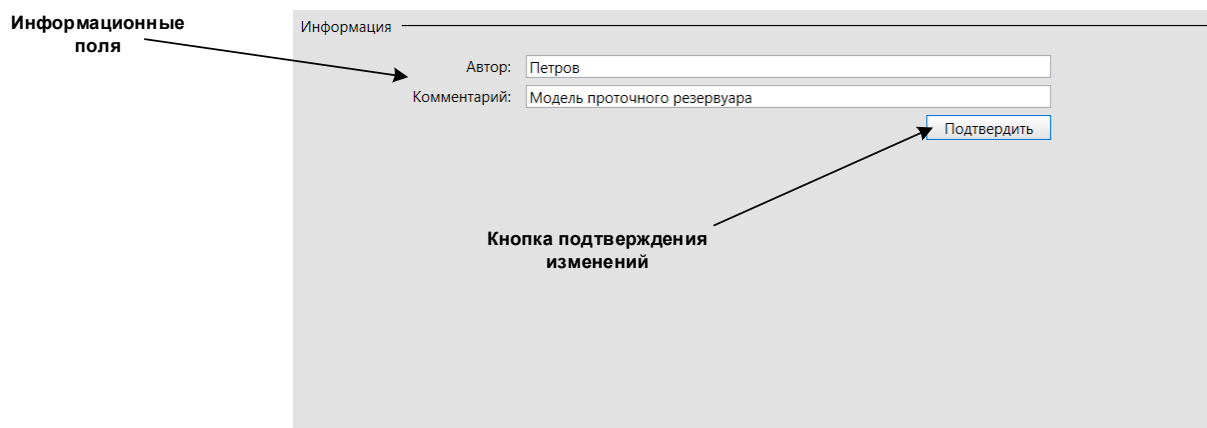 Информационные
поля
Информация
Автор: Петров
Комментарий: Модель проточного резервуара
Подтвердить
Кнопка подтверждения
изменений